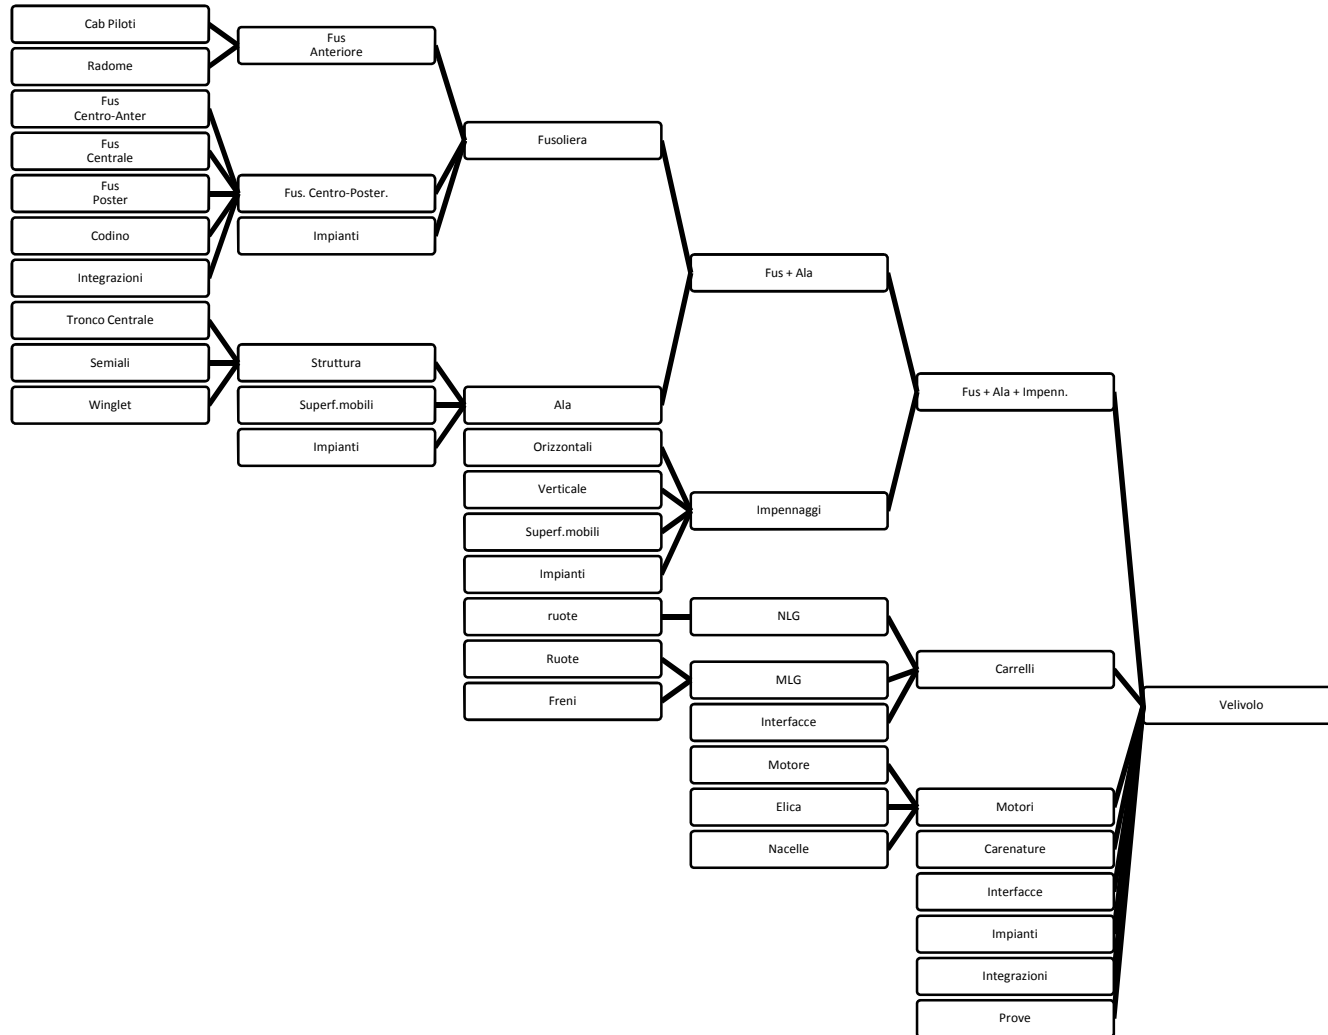 Cab Piloti
Radome
Fus
Centro-Anter
Fus
Centrale
Fus
Poster
Codino
Integrazioni
Tronco Centrale
Semiali
Winglet
Fus
Anteriore
Fus. Centro-Poster.
Impianti
Struttura
Superf.mobili
Impianti
Fusoliera
Ala
Orizzontali
Verticale
Superf.mobili
Impianti
ruote
Ruote
Freni
Fus + Ala
Impennaggi
NLG
MLG
Interfacce
Motore
Elica
Nacelle
Fus + Ala + Impenn.
Carrelli
Motori
Carenature
Interfacce
Impianti
Integrazioni
Prove
Velivolo